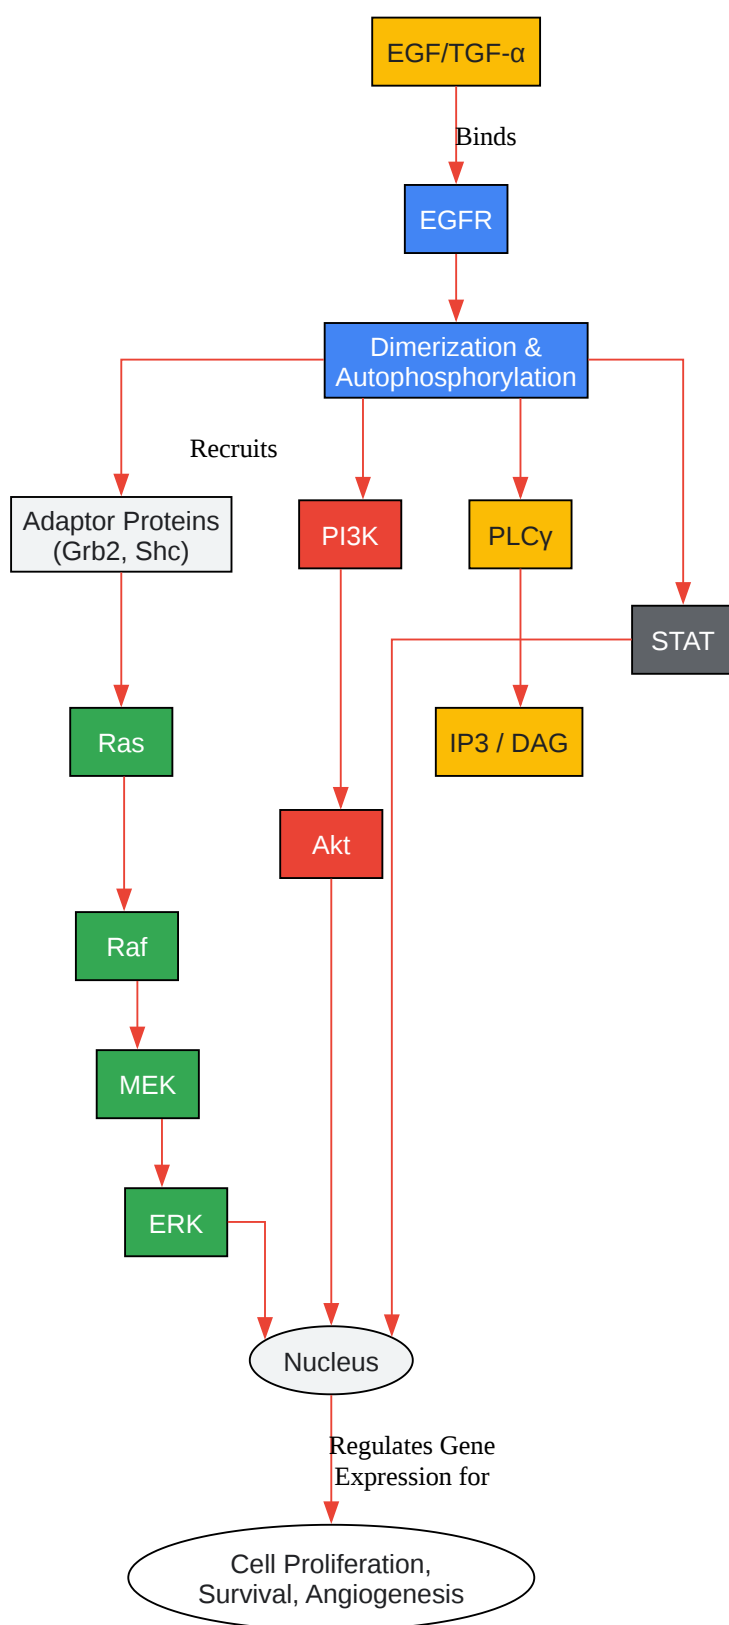 EGF/TGF-α
Binds
EGFR
Dimerization &
Autophosphorylation
Recruits
Adaptor Proteins
(Grb2, Shc)
PI3K
PLCγ
STAT
Ras
IP3 / DAG
Akt
Raf
MEK
ERK
Nucleus
Regulates Gene
Expression for
Cell Proliferation,
Survival, Angiogenesis